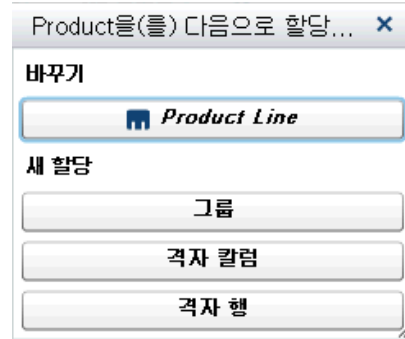 Product을(를) 다음으로 할당...
바꾸기
Product Line
새 할당
그룹
격자 칼럼
격자 행